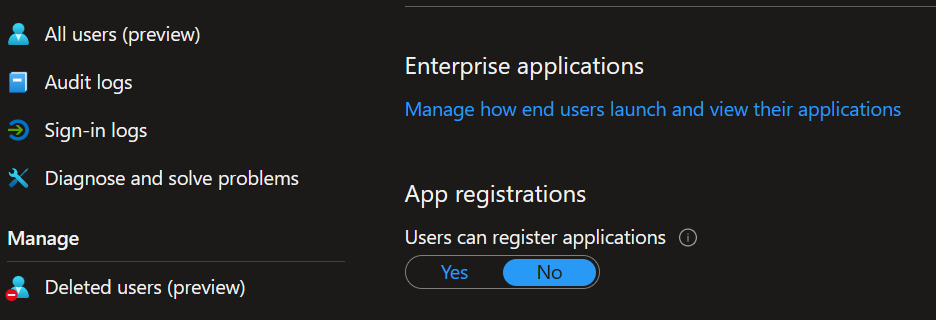 All users (preview)
Audit logs
Sign-in logs
Diagnose and solve problems
Manage
Deleted users (preview)
Enterprise applications
Manage how end users launch and view their applications
App registrations
Users can register applications
Yes No